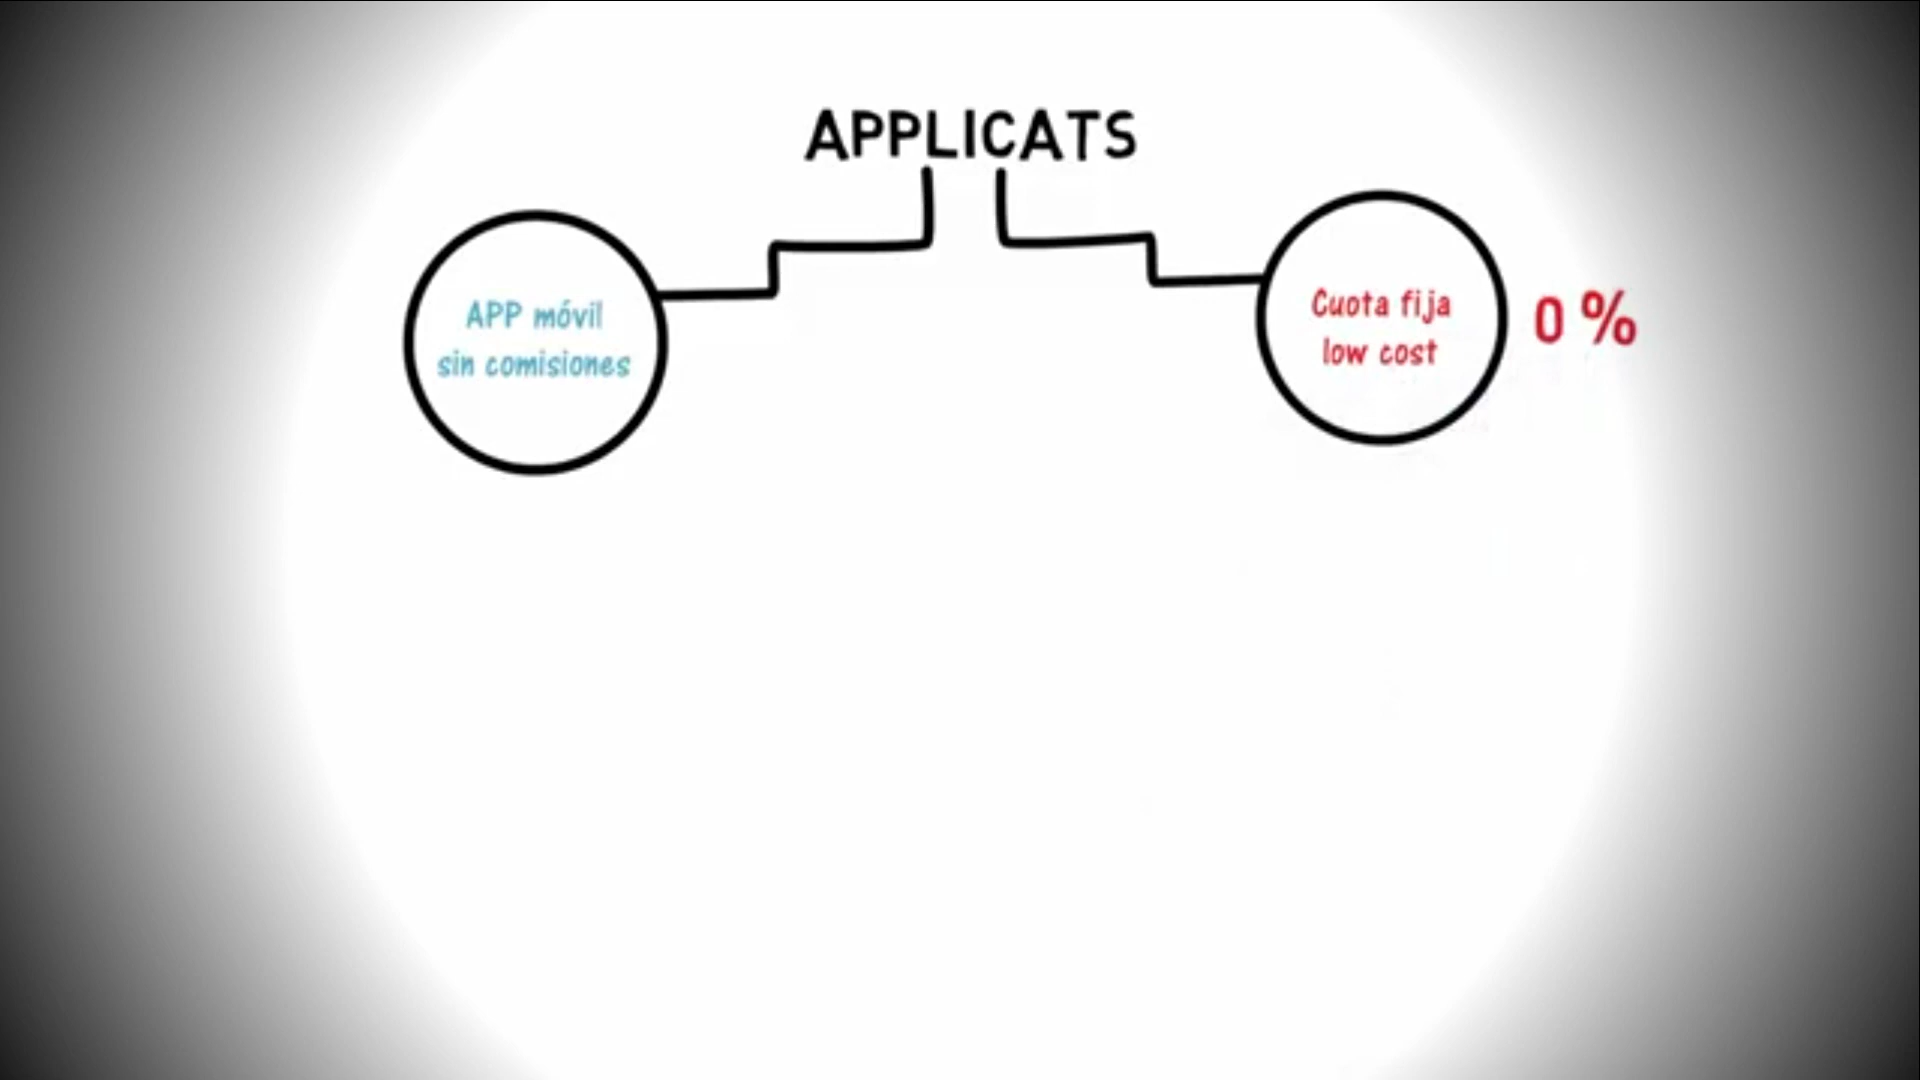 APPLICATS
APP móvil
sin comisiones
Cuota fija
low cost
0 %